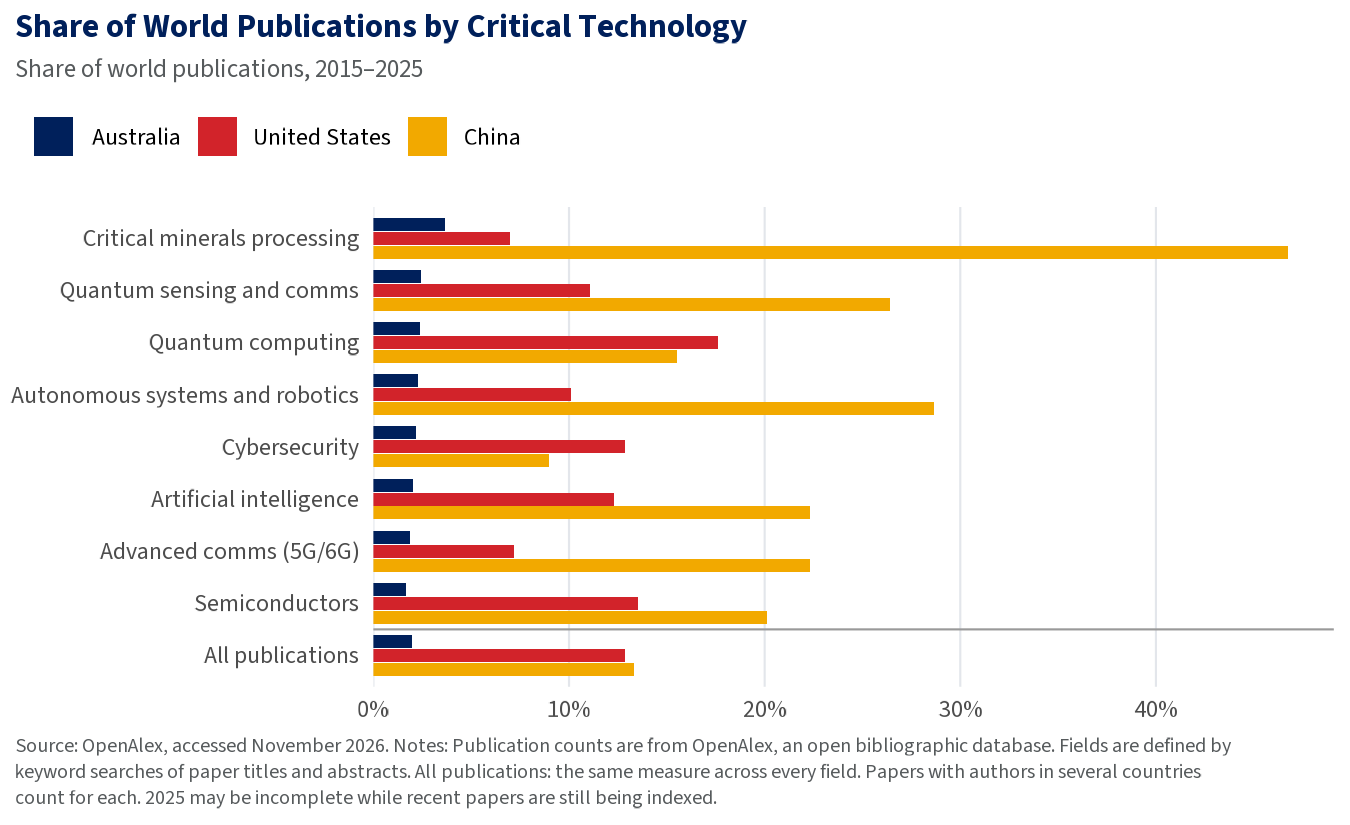 Share of World Publications by Critical Technology
Share of world publications, 2015–2025
Australia United States China
Critical minerals processing
Quantum sensing and comms
Quantum computing
Autonomous systems and robotics
Cybersecurity
Artificial intelligence
Advanced comms (5G/6G)
Semiconductors
All publications
0% 10% 20% 30% 40%
Source: OpenAlex, accessed November 2026. Notes: Publication counts are from OpenAlex, an open bibliographic database. Fields are defined by
keyword searches of paper titles and abstracts. All publications: the same measure across every field. Papers with authors in several countries
count for each. 2025 may be incomplete while recent papers are still being indexed.